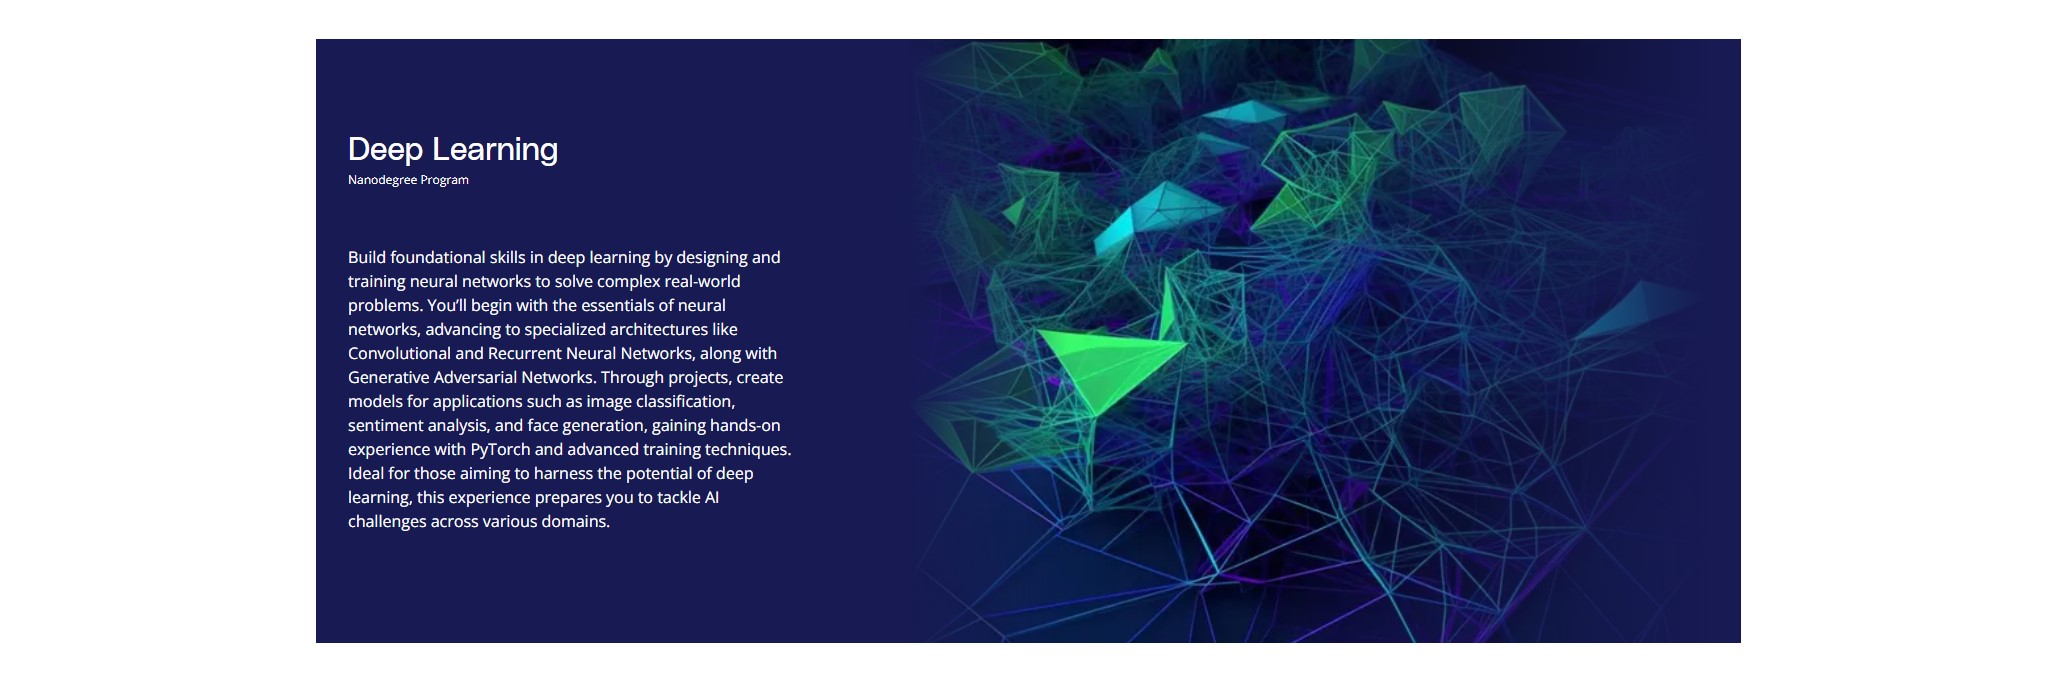 Deep Learning
Nanodegree Program
Build foundational skills in deep learning by designing and
training neural networks to solve complex real-world
problems. You’ll begin with the essentials of neural
networks, advancing to specialized architectures like
Convolutional and Recurrent Neural Networks, along with
Generative Adversarial Networks. Through projects, create
models for applications such as image classification,
sentiment analysis, and face generation, gaining hands-on
experience with PyTorch and advanced training techniques.
Ideal for those aiming to harness the potential of deep
learning, this experience prepares you to tackle AI
challenges across various domains.